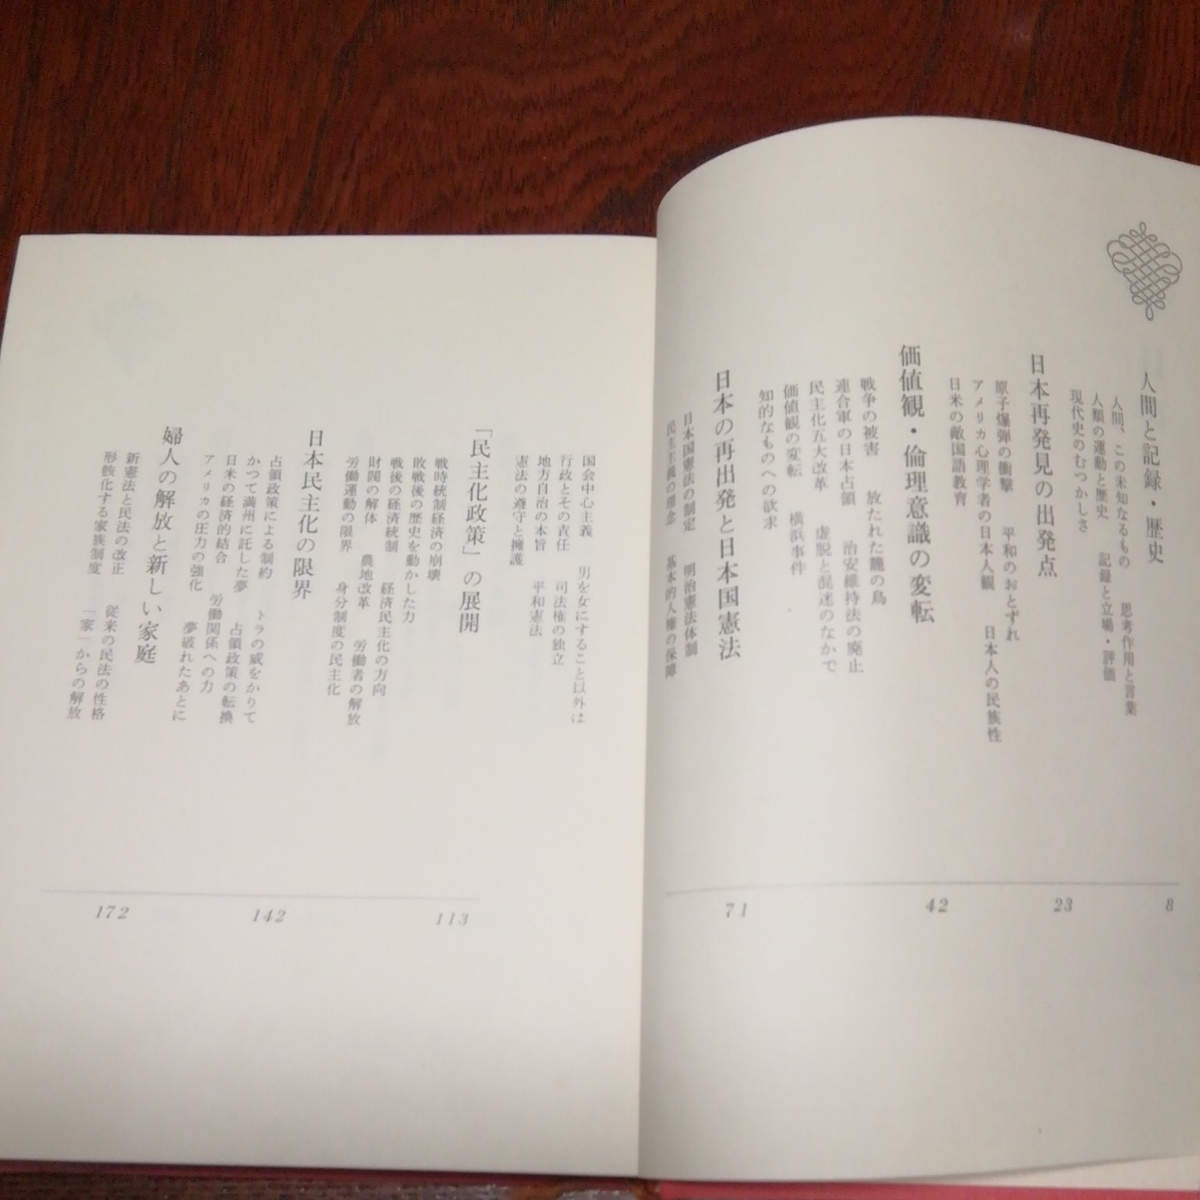 人間と記録・歴史
人間、この未知なるもの　思考作用と言葉
人類の運動と歴史　記録と立場・評価
現代史のむつかしさ
8
日本再発見の出発点
原子爆弾の衝撃　平和のおとずれ
アメリカ心理学者の日本人観　日本人の民族性
日米の敵国語教育
23
価値観・倫理意識の変転
戦争の被害　放たれた籠の鳥
連合軍の日本占領　治安維持法の廃止
民主化五大改革　虚脱と混迷のなかで
価値観の変転　横浜事件
知的なものへの欲求
42
日本の再出発と日本国憲法
日本国憲法の制定　明治憲法体制
民主主義の理念　基本的人権の保障
71
国会中心主義　男を女にすること以外は
行政とその責任　司法権の独立
地方自治の本旨　平和憲法
憲法の遵守と擁護
「民主化政策」の展開
戦時統制経済の崩壊
敗戦後の歴史を動かした力
戦後の経済統制　経済民主化の方向
財閥の解体　農地改革　労働者の解放
労働運動の限界　身分制度の民主化
113
日本民主化の限界
占領政策による制約　トラの威をかりて
かつて満州に託した夢　占領政策の転換
日米の経済的結合　労働関係への力
アメリカの圧力の強化　夢破れたあとに
142
婦人の解放と新しい家庭
新憲法と民法の改正　従来の民法の性格
形骸化する家族制度　「家」からの解放
172